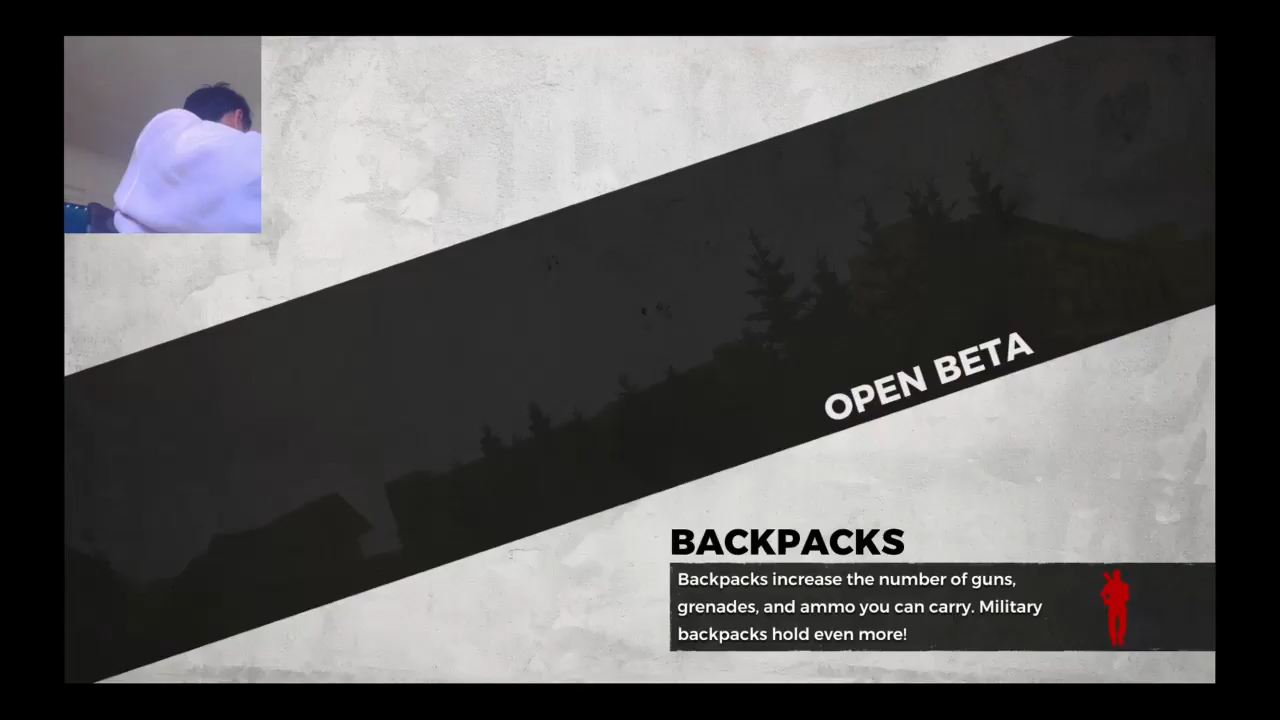 OPEN BETA
BACKPACKS
Backpacks increase the number of guns,
grenades, and ammo you can carry. Military
backpacks hold even more!